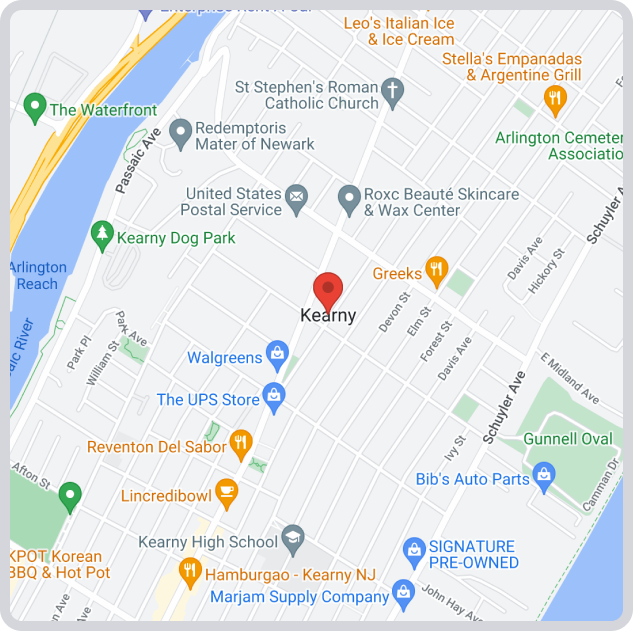 Leo's Italian Ice
& Ice Cream
Stella's Empanadas
& Argentine Grill
St Stephen's Roman
Catholic Church
The Waterfront
Redemptoris
Mater of Newark
Arlington Cemeter
Associatio
Passaic Ave
United States
Postal Service
Roxc Beauté Skincare
& Wax Center
Schuyler A
Kearny Dog Park
Davis Ave
Hickory St
Arlington
Reach
Greeks
Kearny
Devon St
Elm St
Forest St
Davis Ave
Park Ave
Park Pl
William St
aic River
Walgreens
E Midland Ave
The UPS Store
Schuyler Ave
Reventon Del Sabor
Ivy St
Gunnell Oval
Afton St
Bib's Auto Parts
Camman Dr
Lincredibowl
Kearny High School
KPOT Korean
BBQ & Hot Pot
SIGNATURE
PRE-OWNED
Hamburgao - Kearny NJ
Marjam Supply Company
John Hay Ave
on Ave